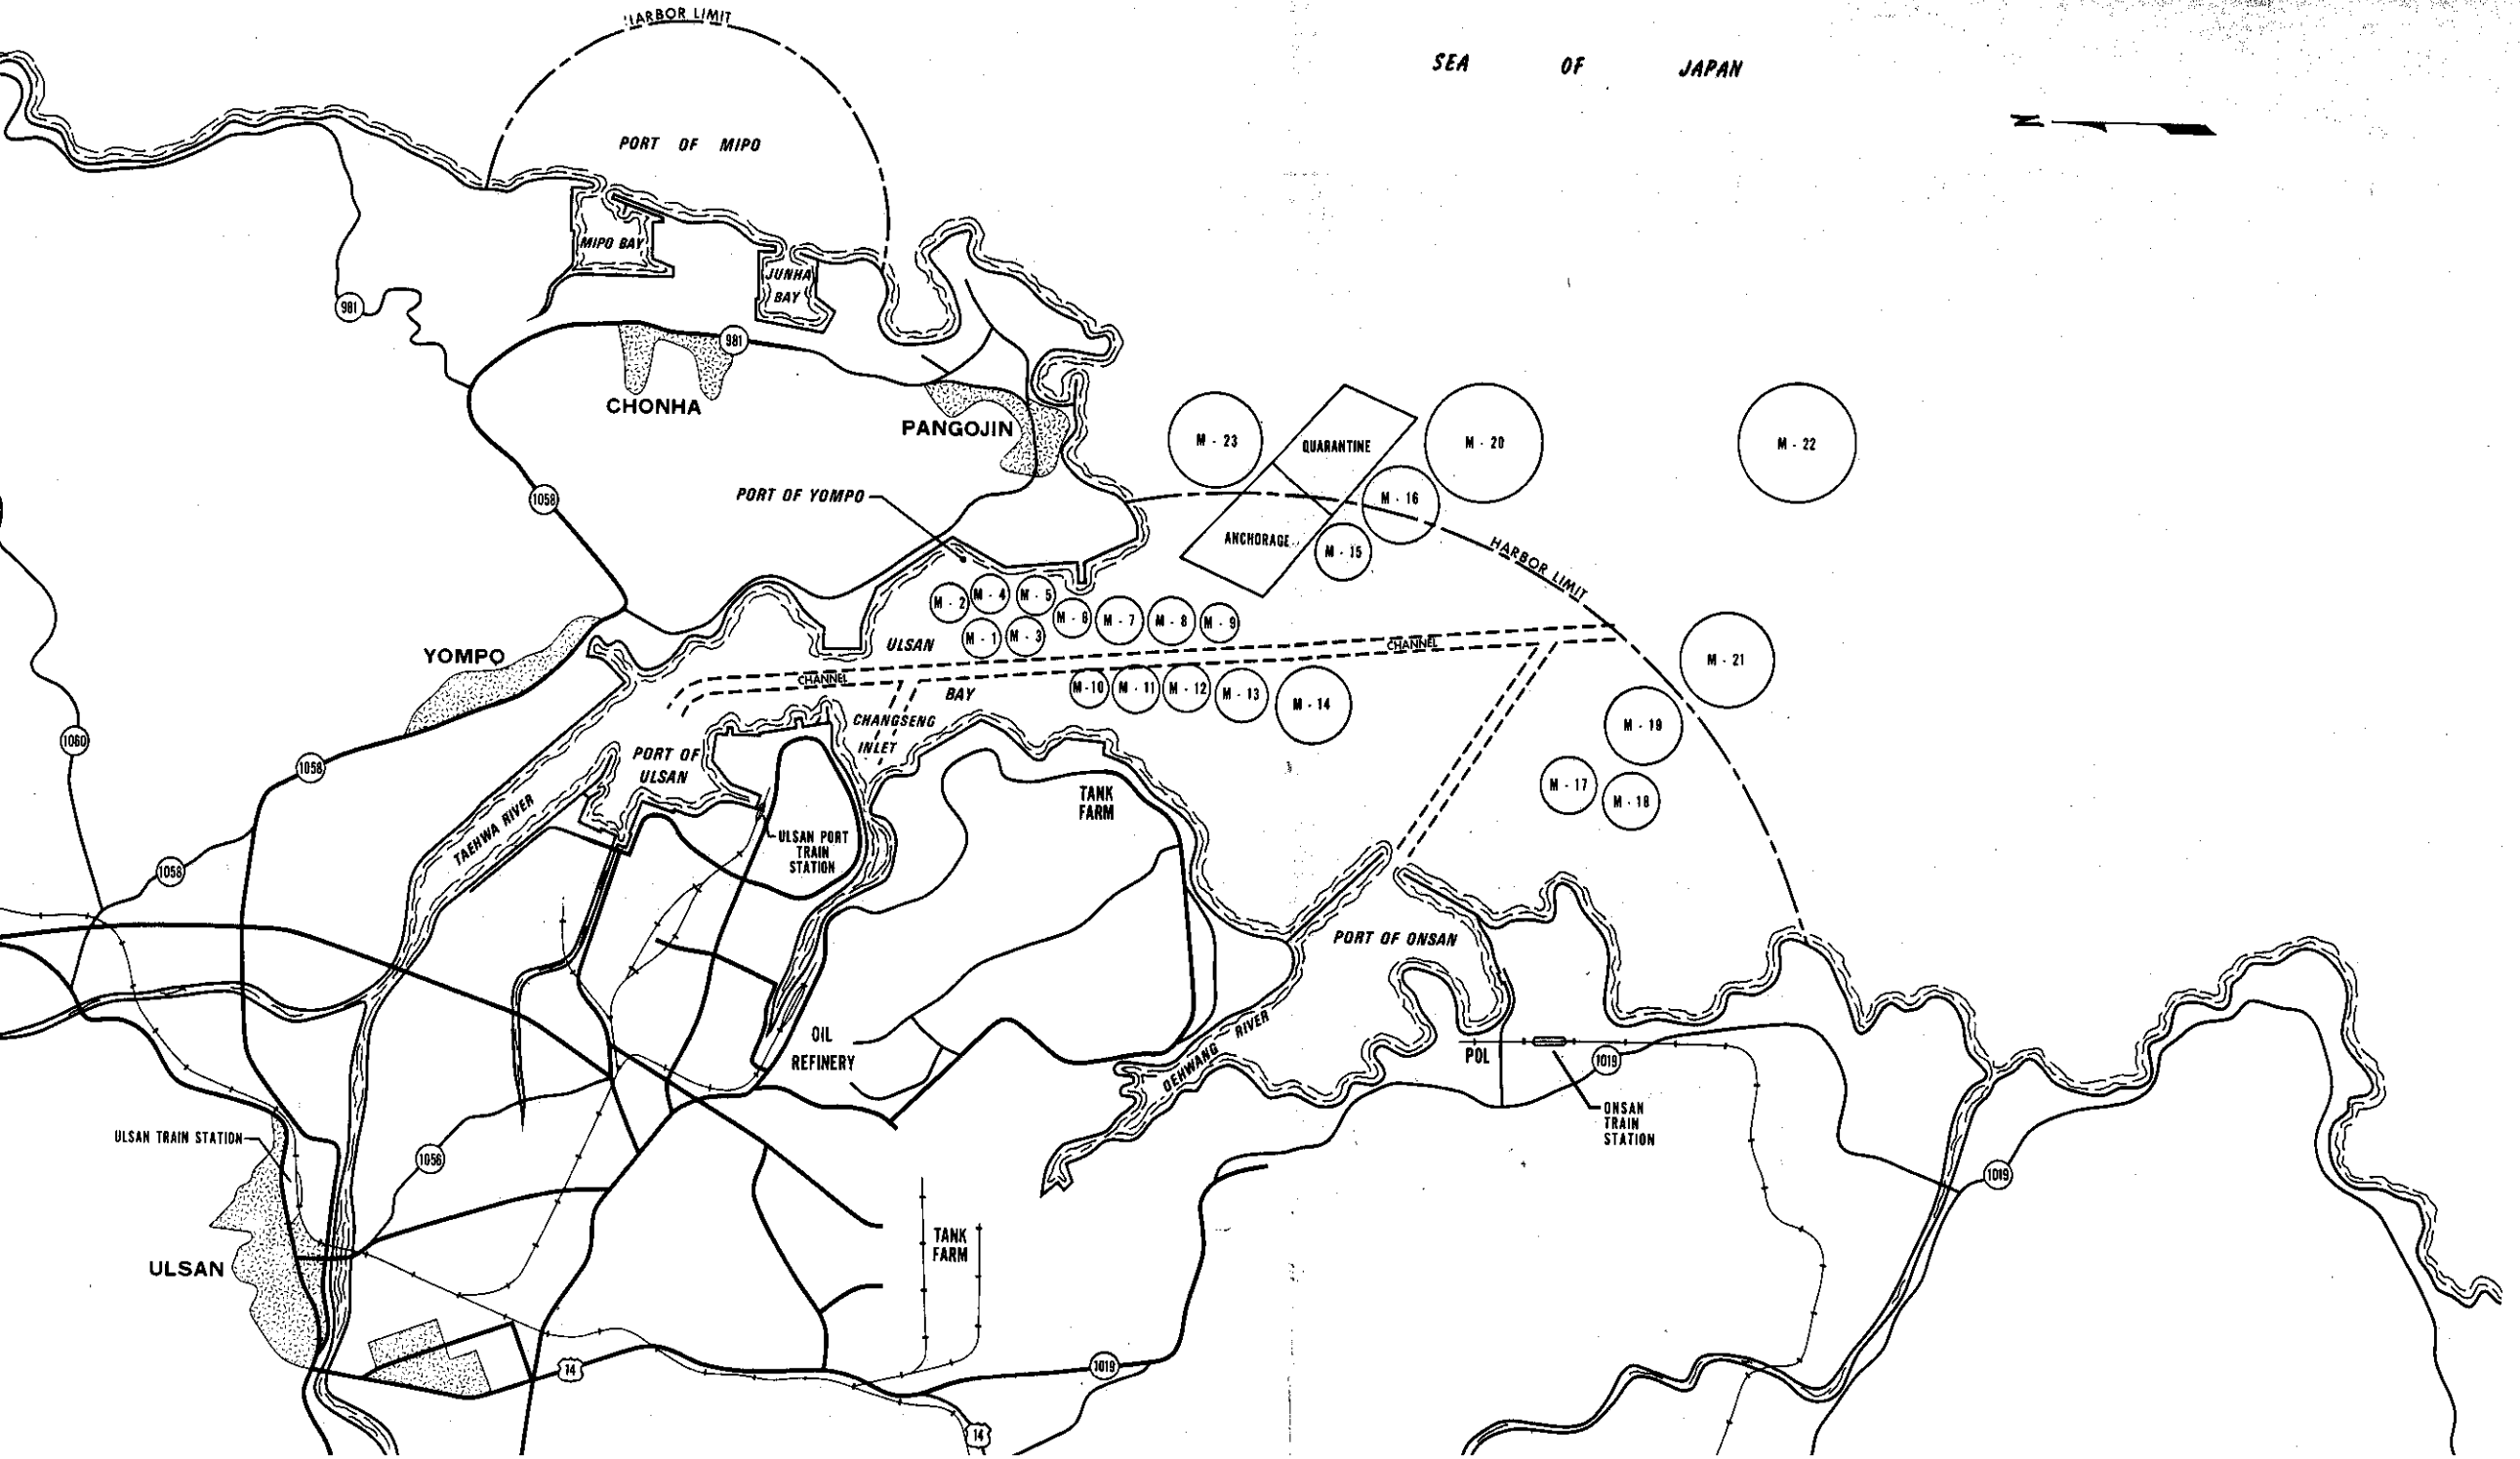 HARBOR LIMIT
SEA OF JAPAN
N
PORT OF MIPO
MIPO BAY
JUNHA
BAY
981
981
CHONHA
PANGOJIN
M - 23
QUARANTINE
M - 20
M - 22
1058
PORT OF YOMPO
M - 16
ANCHORAGE
M - 15
HARBOR LIMIT
M - 2
M - 4
M - 5
M - 6
M - 7
M - 8
M - 9
M - 1
M - 3
ULSAN
CHANNEL
YOMPO
M - 21
CHANNEL
BAY
M - 10
M - 11
M - 12
M - 13
M - 14
CHANGSENG
INLET
M - 19
1060
1058
PORT OF
ULSAN
M - 17
M - 18
TANK
FARM
TAEHWA RIVER
ULSAN PORT
TRAIN
STATION
1058
PORT OF ONSAN
OIL
REFINERY
OEHWANG RIVER
POL
1019
ONSAN
TRAIN
STATION
ULSAN TRAIN STATION
1056
1019
TANK
FARM
ULSAN
14
1019
14